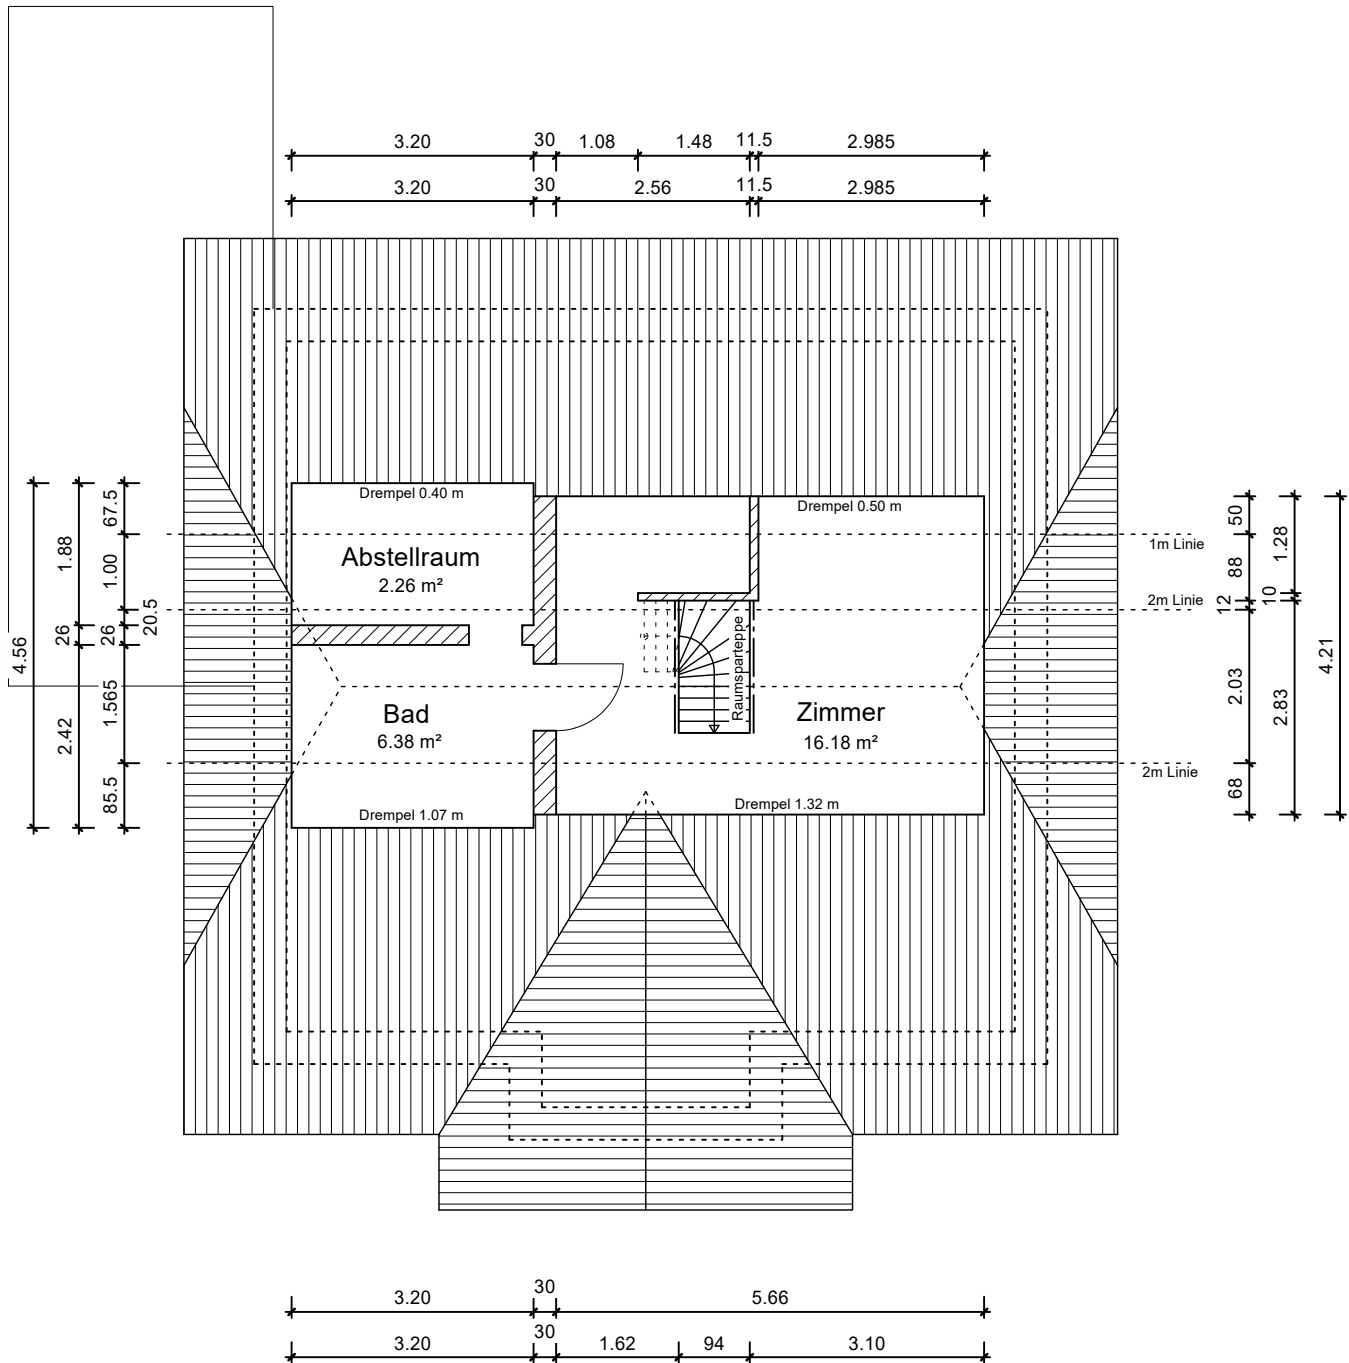 3.20 30 1.08 1.48 11.5 2.985
3.20 30 2.56 11.5 2.985
Drempel 0.40 m
Drempel 0.50 m
Abstellraum
2.26 m²
1m Linie
2m Linie
Raumsparteppe
Bad
6.38 m²
Zimmer
16.18 m²
2m Linie
Drempel 1.07 m
Drempel 1.32 m
4.56
1.88 26 2.42
67.5 1.00 20.5 26 1.565 85.5
50 88 12 2.03 68
1.28 10 2.83
4.21
3.20 30 5.66
3.20 30 1.62 94 3.10